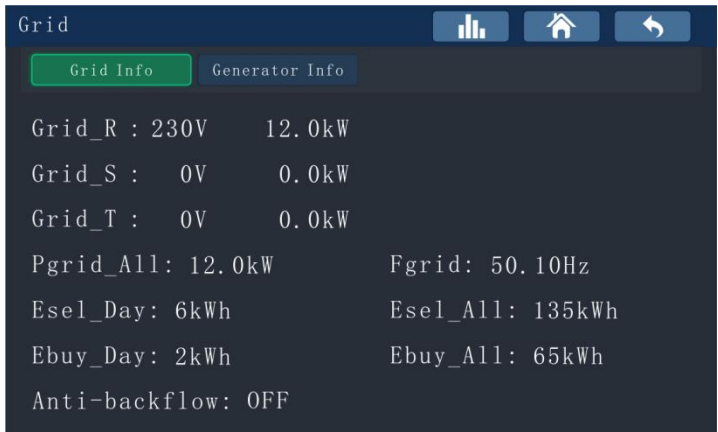 Grid
Grid Info Generator Info
Grid_R : 230V 12.0kW
Grid_S : 0V 0.0kW
Grid_T : 0V 0.0kW
Pgrid_All: 12.0kW Fgrid: 50.10Hz
Esel_Day: 6kWh Esel_All: 135kWh
Ebuy_Day: 2kWh Ebuy_All: 65kWh
Anti-backflow: OFF